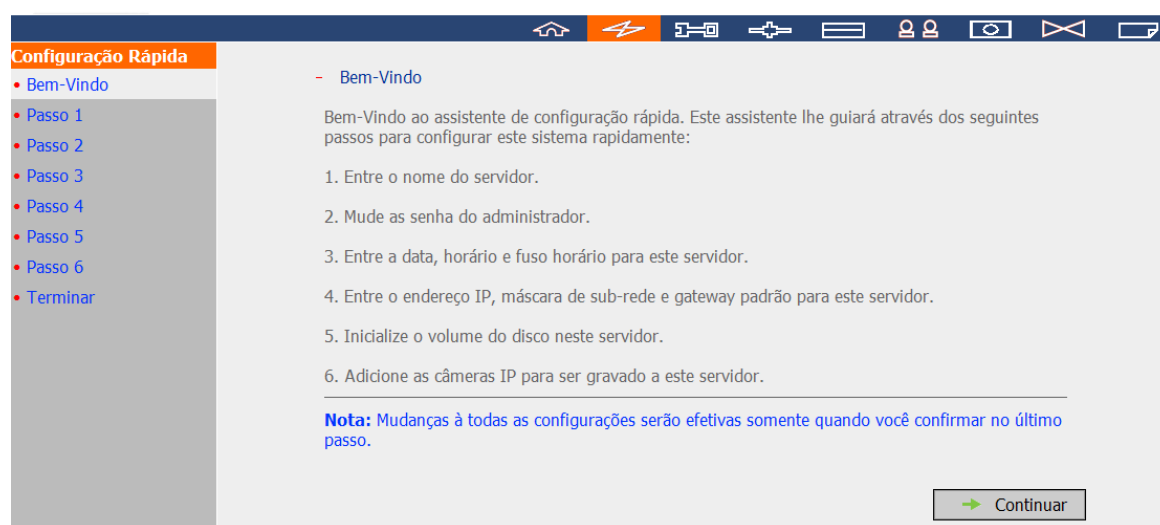 Configuração Rápida
• Bem-Vindo
• Passo 1
• Passo 2
• Passo 3
• Passo 4
• Passo 5
• Passo 6
• Terminar
- Bem-Vindo
Bem-Vindo ao assistente de configuração rápida. Este assistente lhe guiará através dos seguintes
passos para configurar este sistema rapidamente:
1. Entre o nome do servidor.
2. Mude as senha do administrador.
3. Entre a data, horário e fuso horário para este servidor.
4. Entre o endereço IP, máscara de sub-rede e gateway padrão para este servidor.
5. Inicialize o volume do disco neste servidor.
6. Adicione as câmeras IP para ser gravado a este servidor.
Nota: Mudanças à todas as configurações serão efetivas somente quando você confirmar no último
passo.
Continuar